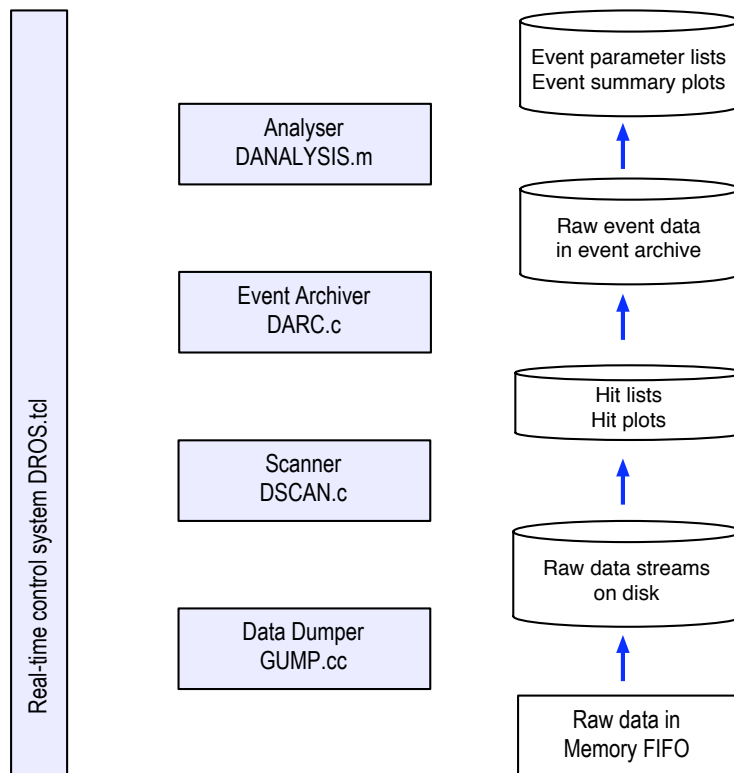 Real-time control system DROS.tcl
Event parameter lists
Event summary plots
Analyser
DANALYSIS.m
Raw event data
in event archive
Event Archiver
DARC.c
Hit lists
Hit plots
Scanner
DSCAN.c
Raw data streams
on disk
Data Dumper
GUMP.cc
Raw data in
Memory FIFO